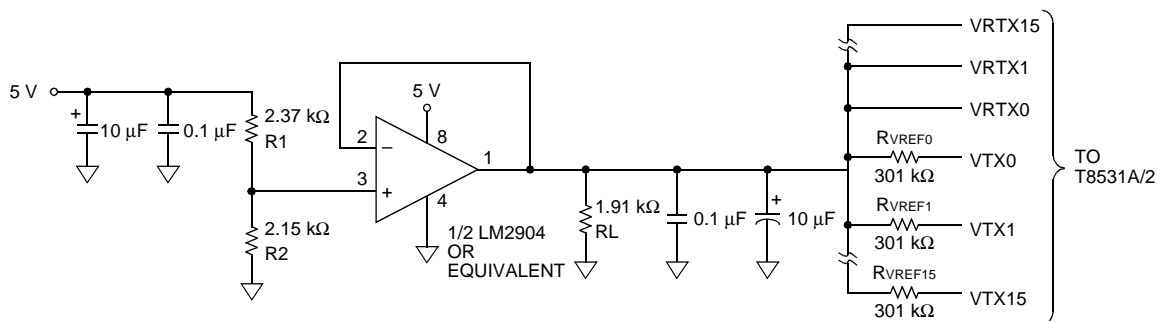 VRTX15
VRTX1
VRTX0
5 V
+
10 μF
0.1 μF
2.37 kΩ
R1
5 V
8
2
–
1
3
+
4
2.15 kΩ
R2
1/2 LM2904
OR
EQUIVALENT
1.91 kΩ
RL
0.1 μF
+
10 μF
RVREF0
301 kΩ
VTX0
RVREF1
301 kΩ
VTX1
RVREF15
301 kΩ
VTX15
TO
T8531A/2